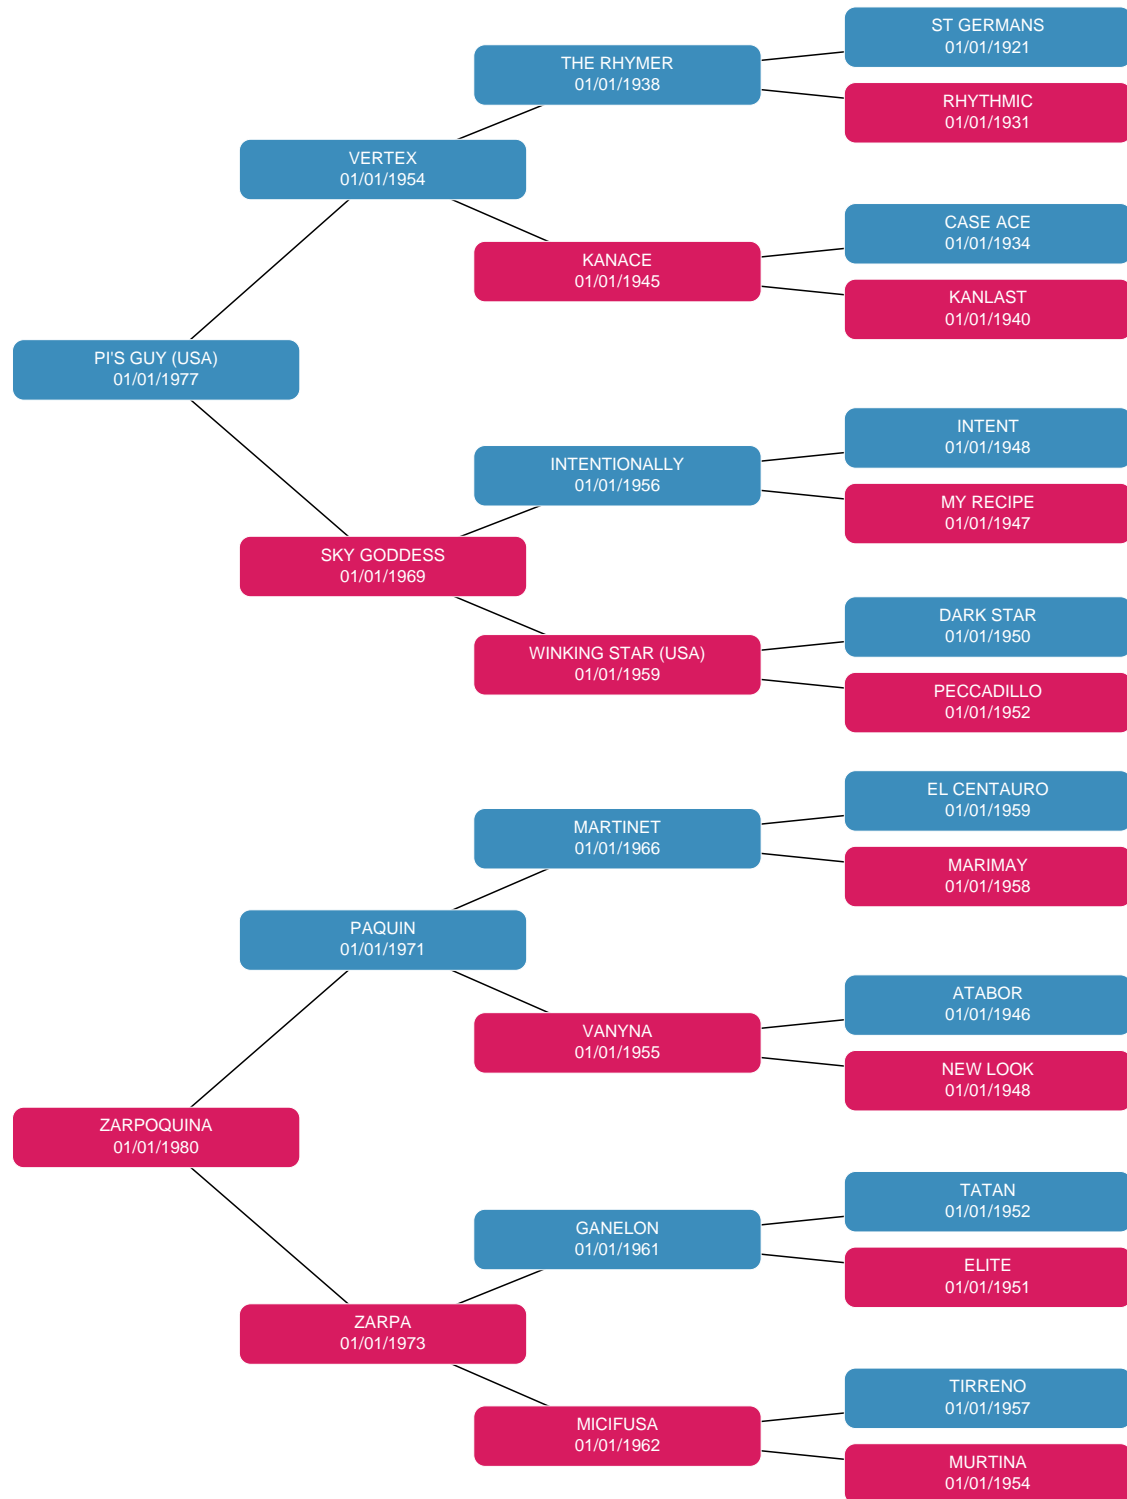 ST GERMANS
01/01/1921
THE RHYMER
01/01/1938
RHYTHMIC
01/01/1931
VERTEX
01/01/1954
CASE ACE
01/01/1934
KANACE
01/01/1945
KANLAST
01/01/1940
PI'S GUY (USA)
01/01/1977
INTENT
01/01/1948
INTENTIONALLY
01/01/1956
MY RECIPE
01/01/1947
SKY GODDESS
01/01/1969
DARK STAR
01/01/1950
WINKING STAR (USA)
01/01/1959
PECCADILLO
01/01/1952
EL CENTAURO
01/01/1959
MARTINET
01/01/1966
MARIMAY
01/01/1958
PAQUIN
01/01/1971
ATABOR
01/01/1946
VANYNA
01/01/1955
NEW LOOK
01/01/1948
ZARPOQUINA
01/01/1980
TATAN
01/01/1952
GANELON
01/01/1961
ELITE
01/01/1951
ZARPA
01/01/1973
TIRRENO
01/01/1957
MICIFUSA
01/01/1962
MURTINA
01/01/1954